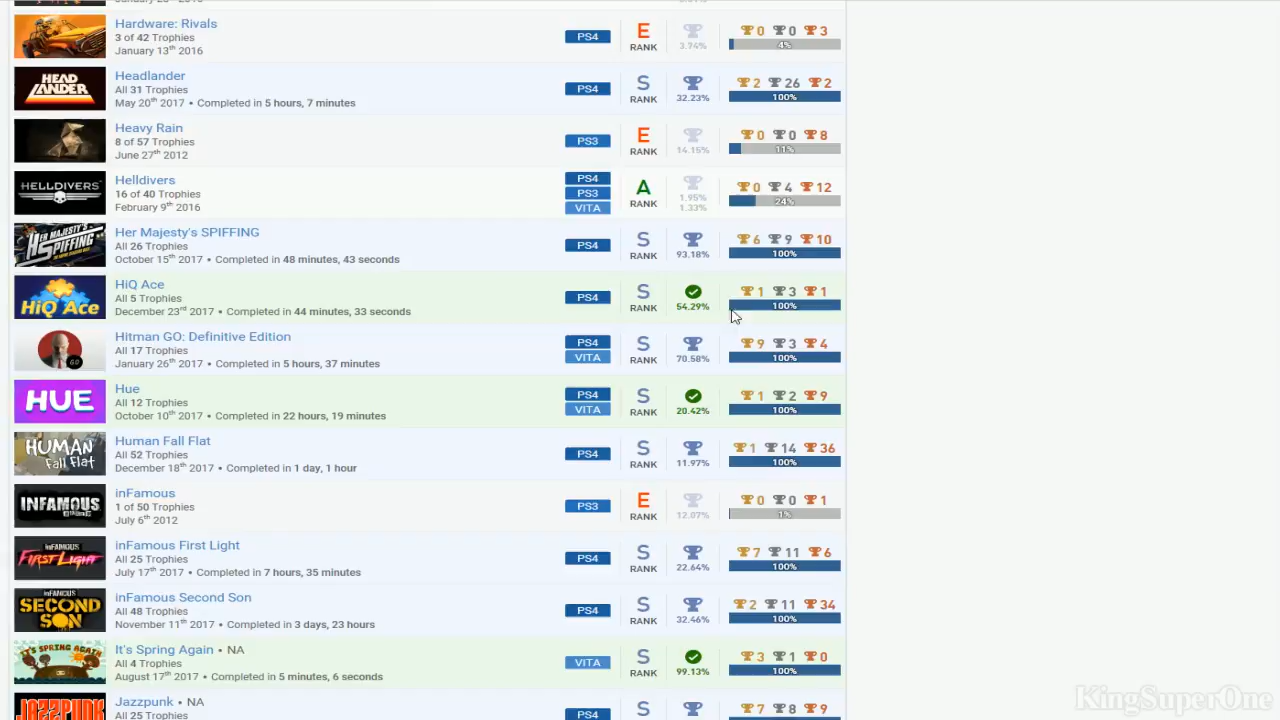 Hardware: Rivals
3 of 42 Trophies
January 13th 2016
PS4
E
RANK
3.74%
0 0 3
4%
HEAD
LANDER
Headlander
All 31 Trophies
May 20th 2017 • Completed in 5 hours, 7 minutes
PS4
S
RANK
32.23%
2 26 2
100%
Heavy Rain
8 of 57 Trophies
June 27th 2012
PS3
E
RANK
14.15%
0 0 8
11%
HELLDIVERS
Helldivers
16 of 40 Trophies
February 9th 2016
PS4
PS3
VITA
A
RANK
1.95%
1.33%
0 4 12
24%
HER MAJESTY'S
SPIFFING
Her Majesty's SPIFFING
All 26 Trophies
October 15th 2017 • Completed in 48 minutes, 43 seconds
PS4
S
RANK
93.18%
6 9 10
100%
HiQ Ace
HiQ Ace
All 5 Trophies
December 23rd 2017 • Completed in 44 minutes, 33 seconds
PS4
S
RANK
54.29%
1 3 1
100%
GO
Hitman GO: Definitive Edition
All 17 Trophies
January 26th 2017 • Completed in 5 hours, 37 minutes
PS4
VITA
S
RANK
70.58%
9 3 4
100%
HUE
Hue
All 12 Trophies
October 10th 2017 • Completed in 22 hours, 19 minutes
PS4
VITA
S
RANK
20.42%
1 2 9
100%
HUMAN
Fall Flat
Human Fall Flat
All 52 Trophies
December 18th 2017 • Completed in 1 day, 1 hour
PS4
S
RANK
11.97%
1 14 36
100%
INFAMOUS
inFamous
1 of 50 Trophies
July 6th 2012
PS3
E
RANK
12.07%
0 0 1
1%
inFAMOUS
FIRST LIGHT
inFamous First Light
All 25 Trophies
July 17th 2017 • Completed in 7 hours, 35 minutes
PS4
S
RANK
22.64%
7 11 6
100%
inFAMOUS
SECOND
SON
inFamous Second Son
All 48 Trophies
November 11th 2017 • Completed in 3 days, 23 hours
PS4
S
RANK
32.46%
2 11 34
100%
IT'S SPRING AGAIN
It's Spring Again • NA
All 4 Trophies
August 17th 2017 • Completed in 5 minutes, 6 seconds
VITA
S
RANK
99.13%
3 1 0
100%
JAZZPUNK
Jazzpunk • NA
All 25 Trophies
PS4
S
7 8 9
KingSuperOne